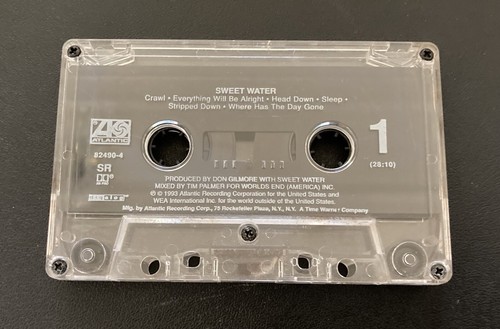 SWEET WATER
Crawl • Everything Will Be Alright • Head Down • Sleep •
Stripped Down • Where Has The Day Gone
ATLANTIC
82490-4
SR
1
(28:10)
PRODUCED BY DON GILMORE WITH SWEET WATER
MIXED BY TIM PALMER FOR WORLDS END (AMERICA) INC.
℗ © 1993 Atlantic Recording Corporation for the United States and
WEA International Inc. for the world outside of the United States.
Mfg. by Atlantic Recording Corp., 75 Rockefeller Plaza, N.Y., N.Y. A Time Warner Company